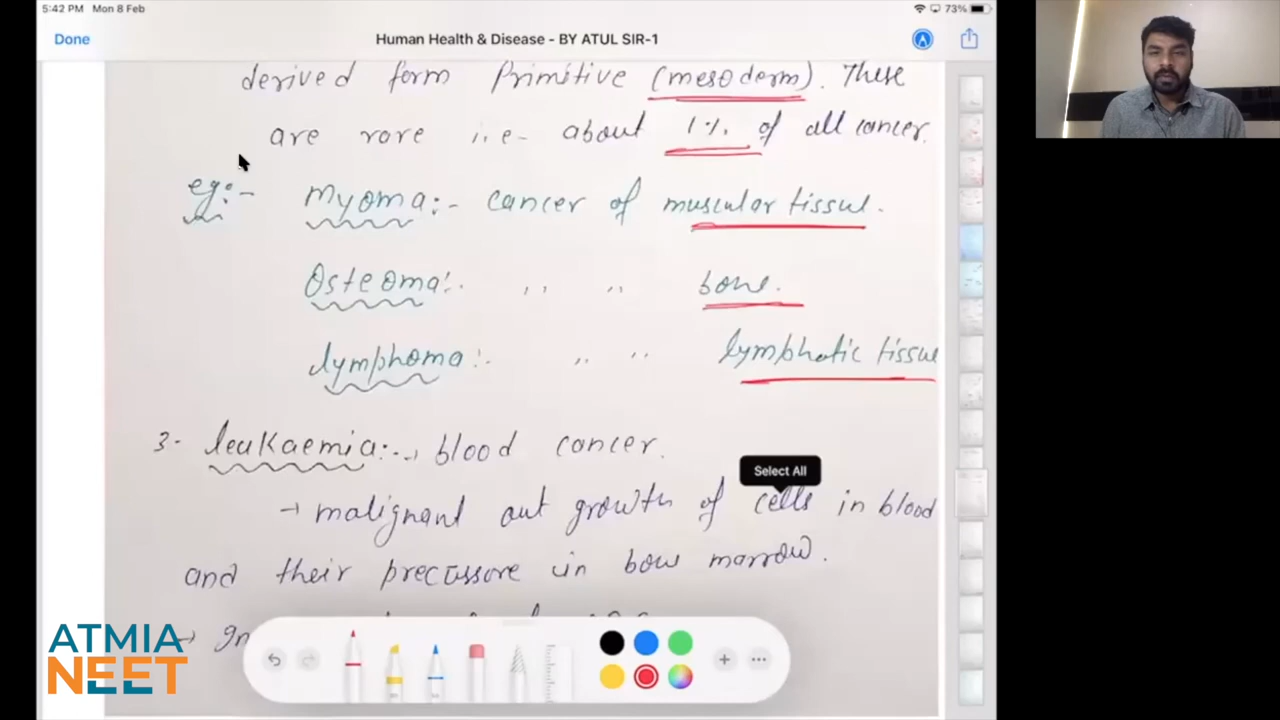 5:42 PM Mon 8 Feb
73%
Done
Human Health & Disease - BY ATUL SIR-1
derived form Primitive (mesoderm). These
are rare i.e- about 1% of all cancer.
eg:- Myoma:- cancer of muscular tissue.
Osteoma:. ,, ,, bone.
lymphoma:. ,, ,, lymphatic tissue
3- leukaemia:-, blood cancer.
Select All
→ malignant out growth of cells in blood
and their precussore in bow marrow.
→ In
ATMIA
NEET